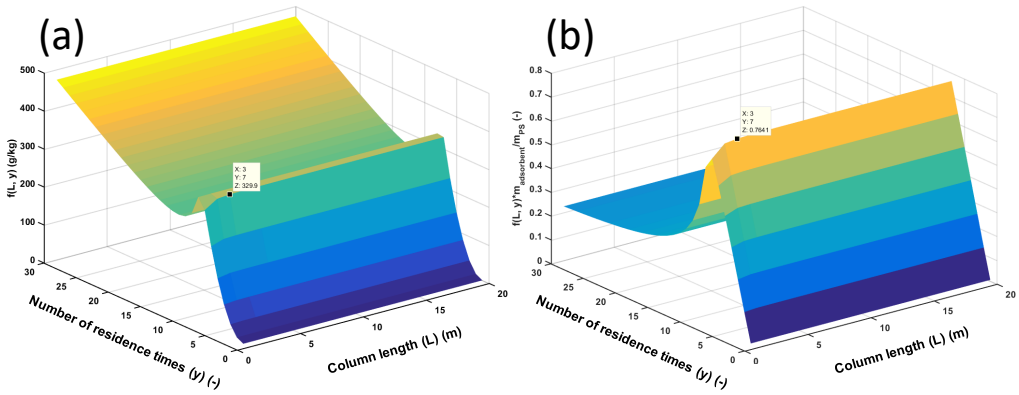 (a)
f(L, y) (g/kg)
500
400
300
200
100
0
30
25
20
15
10
5
0
Number of residence times (y) (-)
0
5
10
15
20
Column length (L) (m)
X: 3
Y: 7
Z: 329.9
(b)
f(L, y)*m_adsorbent/m_PS (-)
0.8
0.7
0.6
0.5
0.4
0.3
0.2
0.1
0
30
25
20
15
10
5
0
Number of residence times (y) (-)
0
5
10
15
20
Column length (L) (m)
X: 3
Y: 7
Z: 0.7641